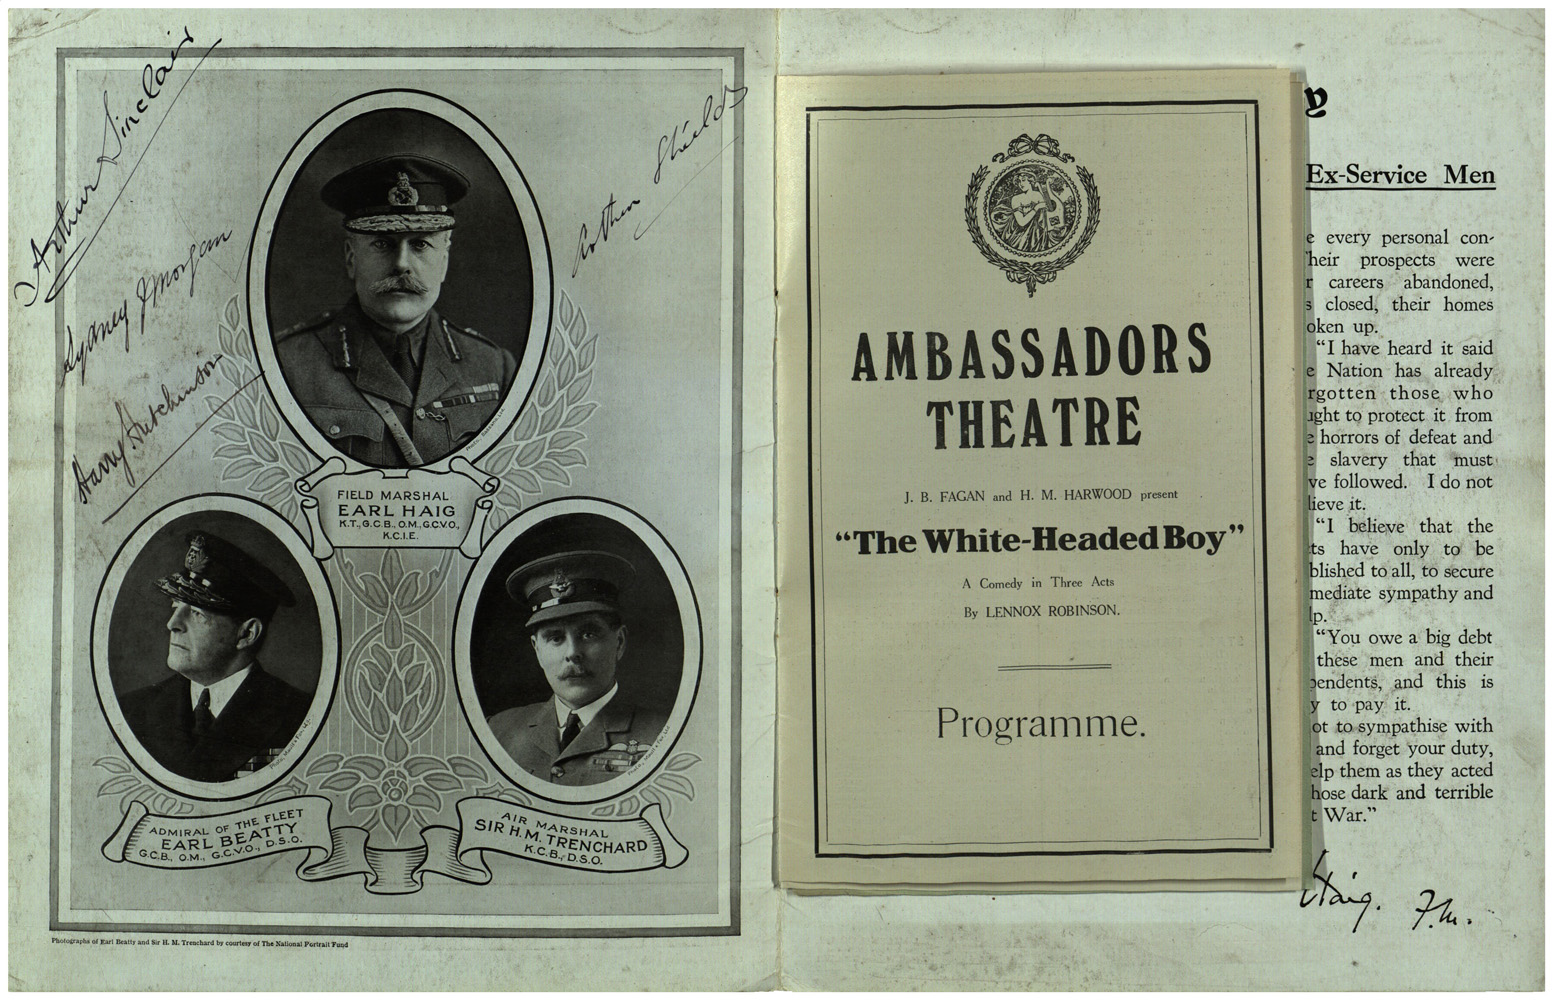 Arthur Sinclair
Sydney J Morgan
Harry Hutchinson
Arthur Shields
FIELD MARSHAL
EARL HAIG
K.T., G.C.B., O.M., G.C.V.O.,
K.C.I.E.
ADMIRAL OF THE FLEET
EARL BEATTY
G.C.B., O.M., G.C.V.O., D.S.O.
AIR MARSHAL
SIR H. M. TRENCHARD
K.C.B., D.S.O.
Photographs of Earl Beatty and Sir H. M. Trenchard by courtesy of The National Portrait Fund
AMBASSADORS
THEATRE
J. B. FAGAN and H. M. HARWOOD present
"The White-Headed Boy"
A Comedy in Three Acts
By LENNOX ROBINSON.
Programme.
y
Ex-Service Men
e every personal con-
heir prospects were
r careers abandoned,
s closed, their homes
oken up.
"I have heard it said
e Nation has already
rgotten those who
ught to protect it from
e horrors of defeat and
e slavery that must
ve followed. I do not
lieve it.
"I believe that the
ts have only to be
blished to all, to secure
mediate sympathy and
lp.
"You owe a big debt
these men and their
pendents, and this is
y to pay it.
ot to sympathise with
and forget your duty,
elp them as they acted
hose dark and terrible
t War."
Haig. F.M.